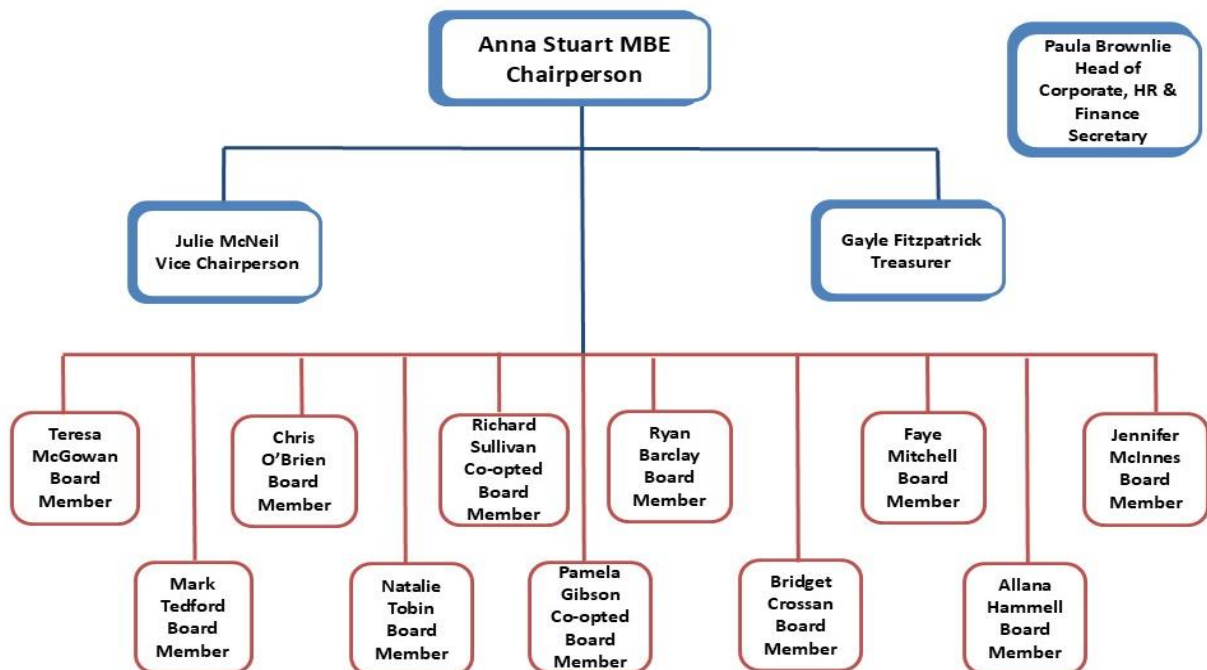 Anna Stuart MBE
Chairperson
Paula Brownlie
Head of
Corporate, HR &
Finance
Secretary
Julie McNeil
Vice Chairperson
Gayle Fitzpatrick
Treasurer
Teresa
McGowan
Board
Member
Chris
O’Brien
Board
Member
Richard
Sullivan
Co-opted
Board
Member
Ryan
Barclay
Board
Member
Faye
Mitchell
Board
Member
Jennifer
McInnes
Board
Member
Mark
Tedford
Board
Member
Natalie
Tobin
Board
Member
Pamela
Gibson
Co-opted
Board
Member
Bridget
Crossan
Board
Member
Allana
Hammell
Board
Member